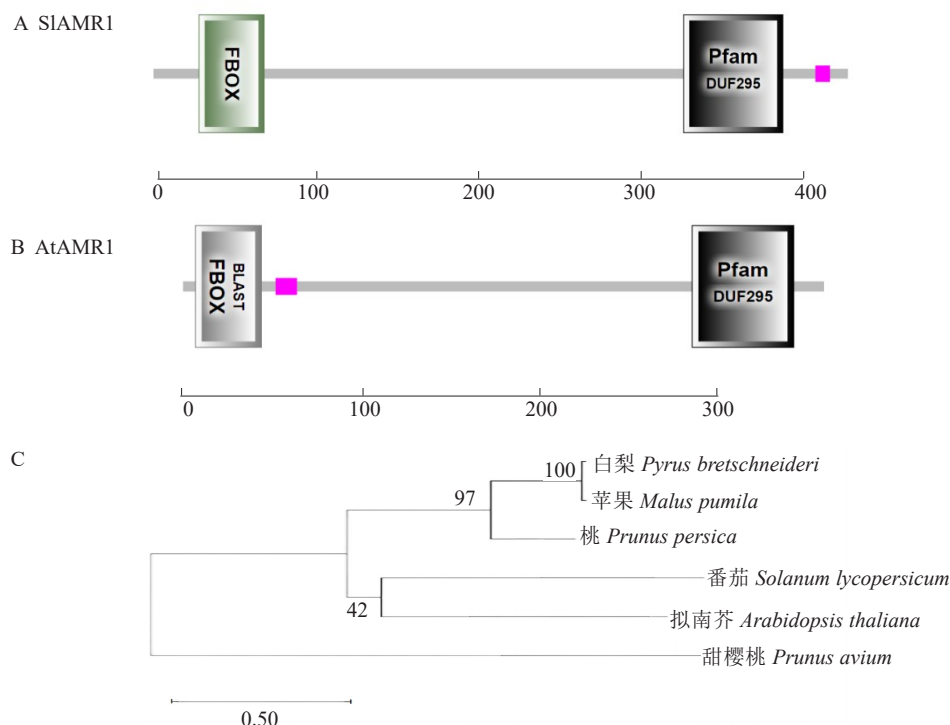 A SlAMR1
FBOX
Pfam
DUF295
0 100 200 300 400
B AtAMR1
BLAST
FBOX
Pfam
DUF295
0 100 200 300
C
100
白梨 Pyrus bretschneideri
97
苹果 Malus pumila
桃 Prunus persica
番茄 Solanum lycopersicum
42
拟南芥 Arabidopsis thaliana
甜樱桃 Prunus avium
0.50